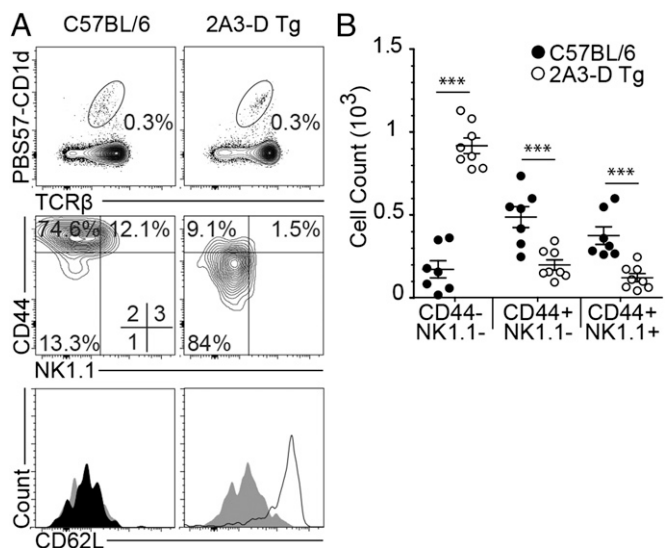 A
C57BL/6
2A3-D Tg
PBS57-CD1d
0.3%
0.3%
TCRβ
74.6%
12.1%
9.1%
1.5%
CD44
2
3
1
13.3%
84%
NK1.1
Count
CD62L
B
C57BL/6
2A3-D Tg
Cell Count (10³)
1.5
1
0.5
0
***
***
***
CD44-
NK1.1-
CD44+
NK1.1-
CD44+
NK1.1+